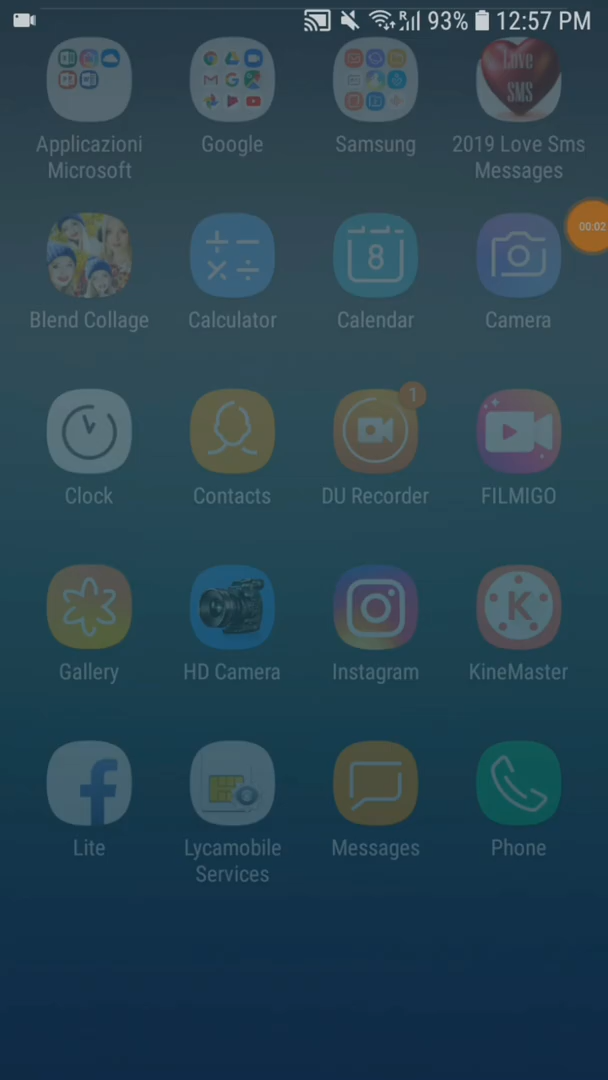 93% 12:57 PM
Applicazioni Microsoft
Google
Samsung
Love SMS
2019 Love Sms Messages
00:02
Blend Collage
Calculator
8
Calendar
Camera
Clock
Contacts
1
DU Recorder
FILMIGO
Gallery
HD Camera
Instagram
K
KineMaster
f
Lite
Lycamobile Services
Messages
Phone